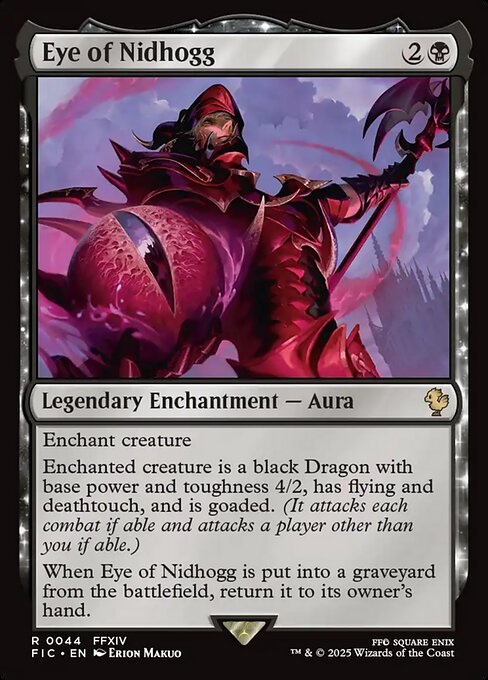 Eye of Nidhogg 2
Legendary Enchantment — Aura
Enchant creature
Enchanted creature is a black Dragon with
base power and toughness 4/2, has flying and
deathtouch, and is goaded. (It attacks each
combat if able and attacks a player other than
you if able.)
When Eye of Nidhogg is put into a graveyard
from the battlefield, return it to its owner's
hand.
R 0044 FFXIV
FIC • EN Erion Makuo
FF© SQUARE ENIX
™ & © 2025 Wizards of the Coast